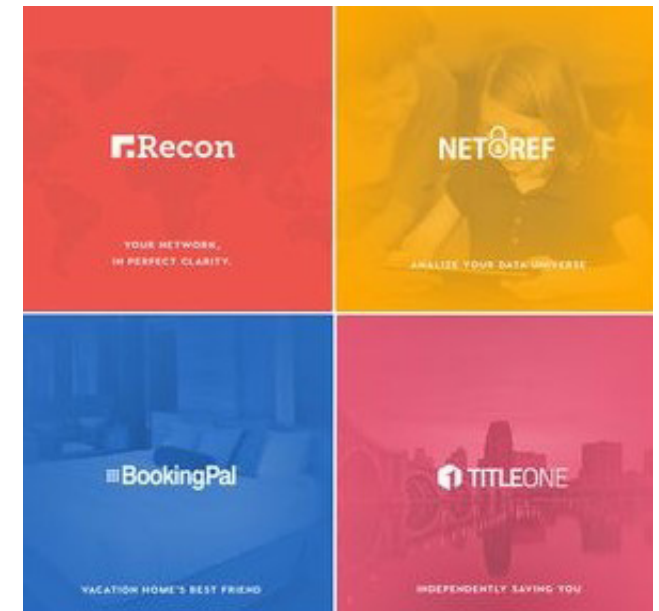 Recon
YOUR NETWORK,
IN PERFECT CLARITY.
NETREF
ANALIZE YOUR DATA UNIVERSE
BookingPal
VACATION HOME'S BEST FRIEND
TITLEONE
INDEPENDENTLY SAVING YOU